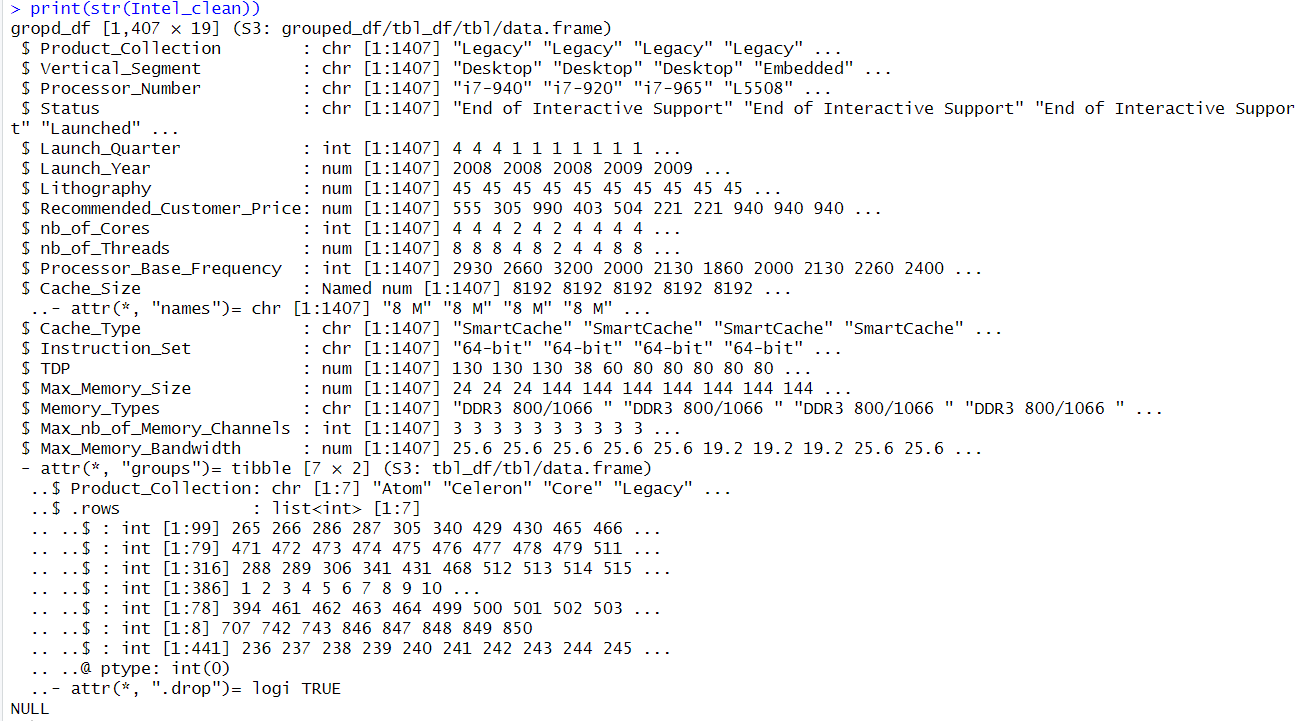 > print(str(Intel_clean))
gropd_df [1,407 × 19] (S3: grouped_df/tbl_df/tbl/data.frame)
 $ Product_Collection        : chr [1:1407] "Legacy" "Legacy" "Legacy" "Legacy" ...
 $ Vertical_Segment          : chr [1:1407] "Desktop" "Desktop" "Desktop" "Embedded" ...
 $ Processor_Number          : chr [1:1407] "i7-940" "i7-920" "i7-965" "L5508" ...
 $ Status                    : chr [1:1407] "End of Interactive Support" "End of Interactive Support" "End of Interactive Suppor
t" "Launched" ...
 $ Launch_Quarter            : int [1:1407] 4 4 4 1 1 1 1 1 1 1 ...
 $ Launch_Year               : num [1:1407] 2008 2008 2008 2009 2009 ...
 $ Lithography               : num [1:1407] 45 45 45 45 45 45 45 45 45 45 ...
 $ Recommended_Customer_Price: num [1:1407] 555 305 990 403 504 221 221 940 940 940 ...
 $ nb_of_Cores               : int [1:1407] 4 4 4 2 4 2 4 4 4 4 ...
 $ nb_of_Threads             : num [1:1407] 8 8 8 4 8 2 4 4 8 8 ...
 $ Processor_Base_Frequency  : int [1:1407] 2930 2660 3200 2000 2130 1860 2000 2130 2260 2400 ...
 $ Cache_Size                : Named num [1:1407] 8192 8192 8192 8192 8192 ...
  ..- attr(*, "names")= chr [1:1407] "8 M" "8 M" "8 M" "8 M" ...
 $ Cache_Type                : chr [1:1407] "SmartCache" "SmartCache" "SmartCache" "SmartCache" ...
 $ Instruction_Set           : chr [1:1407] "64-bit" "64-bit" "64-bit" "64-bit" ...
 $ TDP                       : num [1:1407] 130 130 130 38 60 80 80 80 80 80 ...
 $ Max_Memory_Size           : num [1:1407] 24 24 24 144 144 144 144 144 144 144 ...
 $ Memory_Types              : chr [1:1407] "DDR3 800/1066 " "DDR3 800/1066 " "DDR3 800/1066 " "DDR3 800/1066 " ...
 $ Max_nb_of_Memory_Channels : int [1:1407] 3 3 3 3 3 3 3 3 3 3 ...
 $ Max_Memory_Bandwidth      : num [1:1407] 25.6 25.6 25.6 25.6 25.6 19.2 19.2 19.2 25.6 25.6 ...
 - attr(*, "groups")= tibble [7 × 2] (S3: tbl_df/tbl/data.frame)
  ..$ Product_Collection: chr [1:7] "Atom" "Celeron" "Core" "Legacy" ...
  ..$ .rows             : list<int> [1:7]
  .. ..$ : int [1:99] 265 266 286 287 305 340 429 430 465 466 ...
  .. ..$ : int [1:79] 471 472 473 474 475 476 477 478 479 511 ...
  .. ..$ : int [1:316] 288 289 306 341 431 468 512 513 514 515 ...
  .. ..$ : int [1:386] 1 2 3 4 5 6 7 8 9 10 ...
  .. ..$ : int [1:78] 394 461 462 463 464 499 500 501 502 503 ...
  .. ..$ : int [1:8] 707 742 743 846 847 848 849 850
  .. ..$ : int [1:441] 236 237 238 239 240 241 242 243 244 245 ...
  .. ..@ ptype: int(0)
  ..- attr(*, ".drop")= logi TRUE
NULL